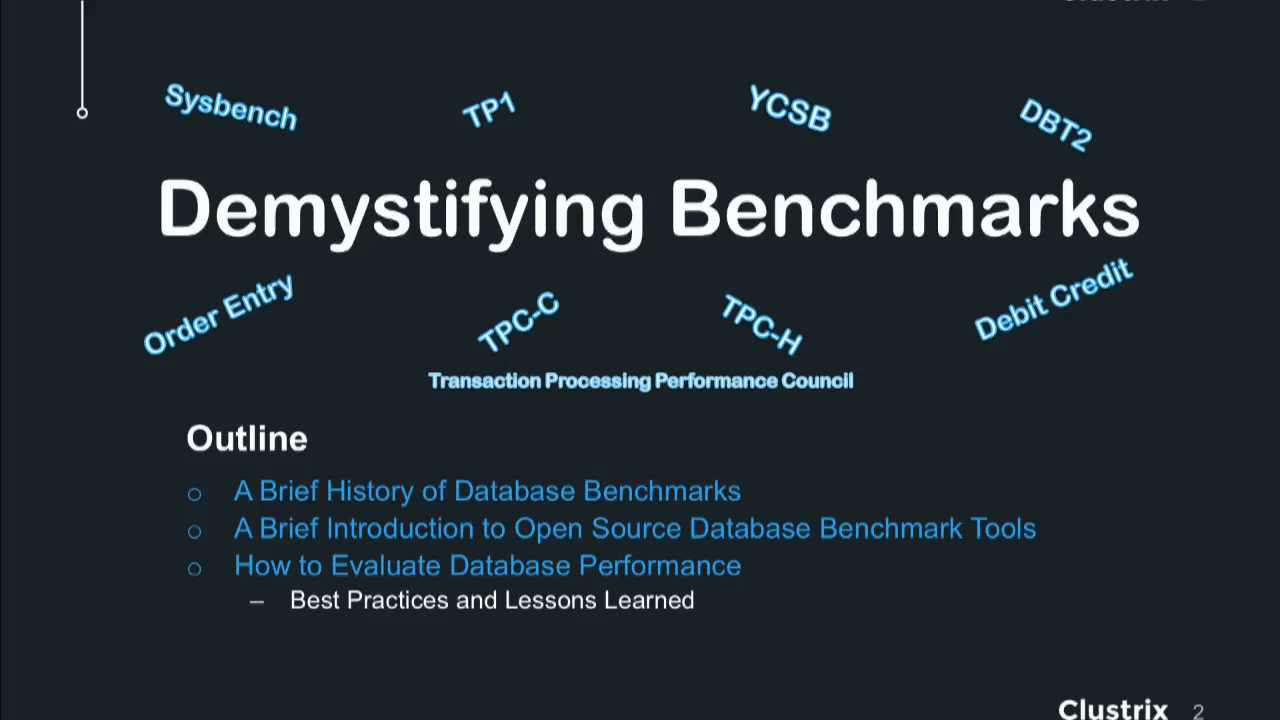 Sysbench
TP1
YCSB
DBT2
Demystifying Benchmarks
Order Entry
TPC-C
TPC-H
Debit Credit
Transaction Processing Performance Council
Outline
o A Brief History of Database Benchmarks
o A Brief Introduction to Open Source Database Benchmark Tools
o How to Evaluate Database Performance
– Best Practices and Lessons Learned
Clustrix 2